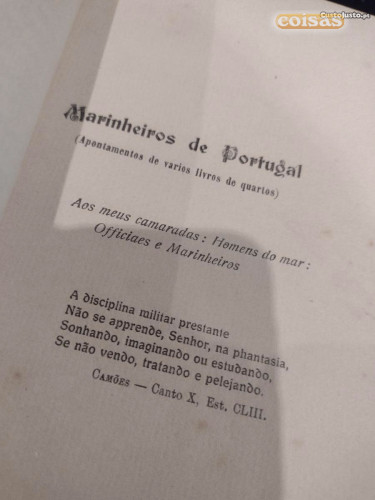 coisas
CustoJusto.pt
Marinheiros de Portugal
(Apontamentos de varios livros de quartos)
Aos meus camaradas: Homens do mar:
Officiaes e Marinheiros
A disciplina militar prestante
Não se apprende, Senhor, na phantasia,
Sonhando, imaginando ou estudando,
Se não vendo, tratando e pelejando.
CAMÕES — Canto X, Est. CLIII.